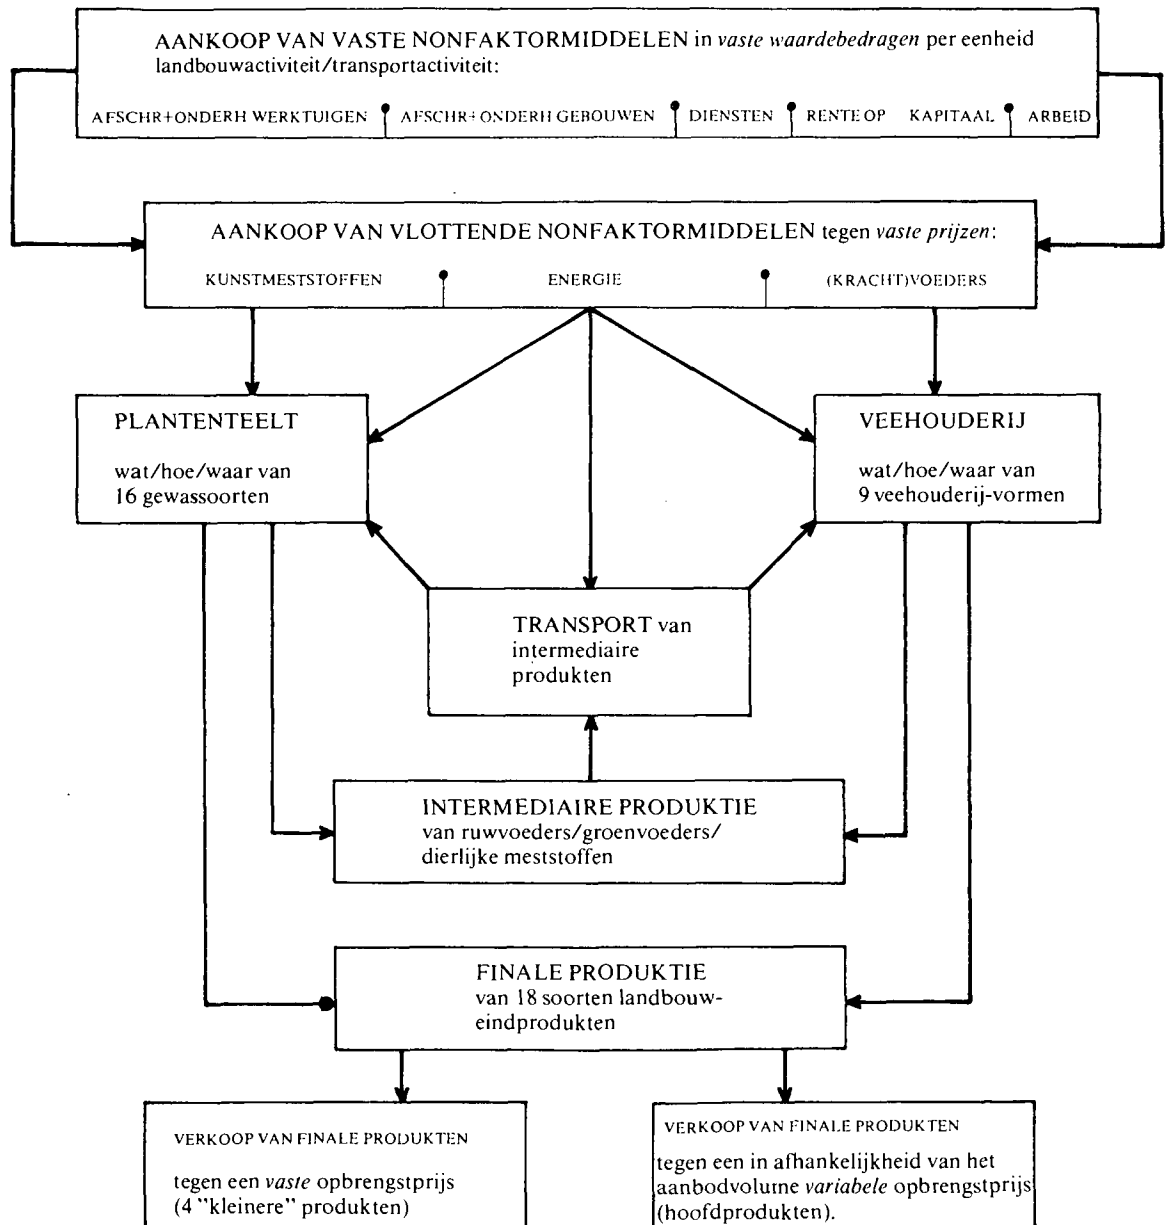 AANKOOP VAN VASTE NONFAKTORMIDDELEN in vaste waardebedragen per eenheid
landbouwactiviteit/transportactiviteit:
AFSCHR+ONDERH WERKTUIGEN AFSCHR+ONDERH GEBOUWEN DIENSTEN RENTE OP KAPITAAL ARBEID
AANKOOP VAN VLOTTENDE NONFAKTORMIDDELEN tegen vaste prijzen:
KUNSTMESTSTOFFEN ENERGIE (KRACHT)VOEDERS
PLANTENTEELT
wat/hoe/waar van
16 gewassoorten
VEEHOUDERIJ
wat/hoe/waar van
9 veehouderij-vormen
TRANSPORT van
intermediaire
produkten
INTERMEDIAIRE PRODUKTIE
van ruwvoeders/groenvoeders/
dierlijke meststoffen
FINALE PRODUKTIE
van 18 soorten landbouw-
eindprodukten
VERKOOP VAN FINALE PRODUKTEN
tegen een vaste opbrengstprijs
(4 "kleinere" produkten)
VERKOOP VAN FINALE PRODUKTEN
tegen een in afhankelijkheid van het
aanbodvolume variabele opbrengstprijs
(hoofdprodukten).